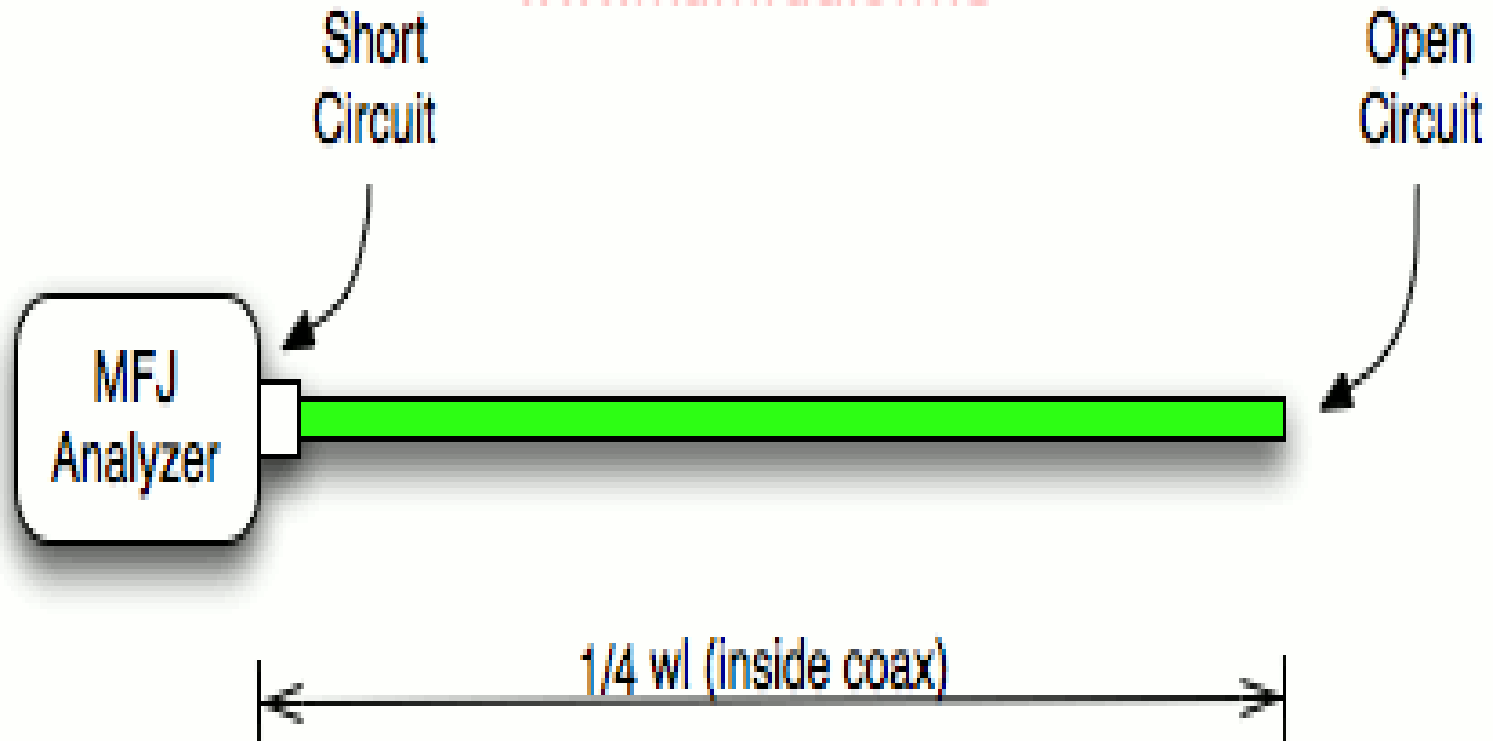 Short
Circuit
Open
Circuit
MFJ
Analyzer
1/4 wl (inside coax)